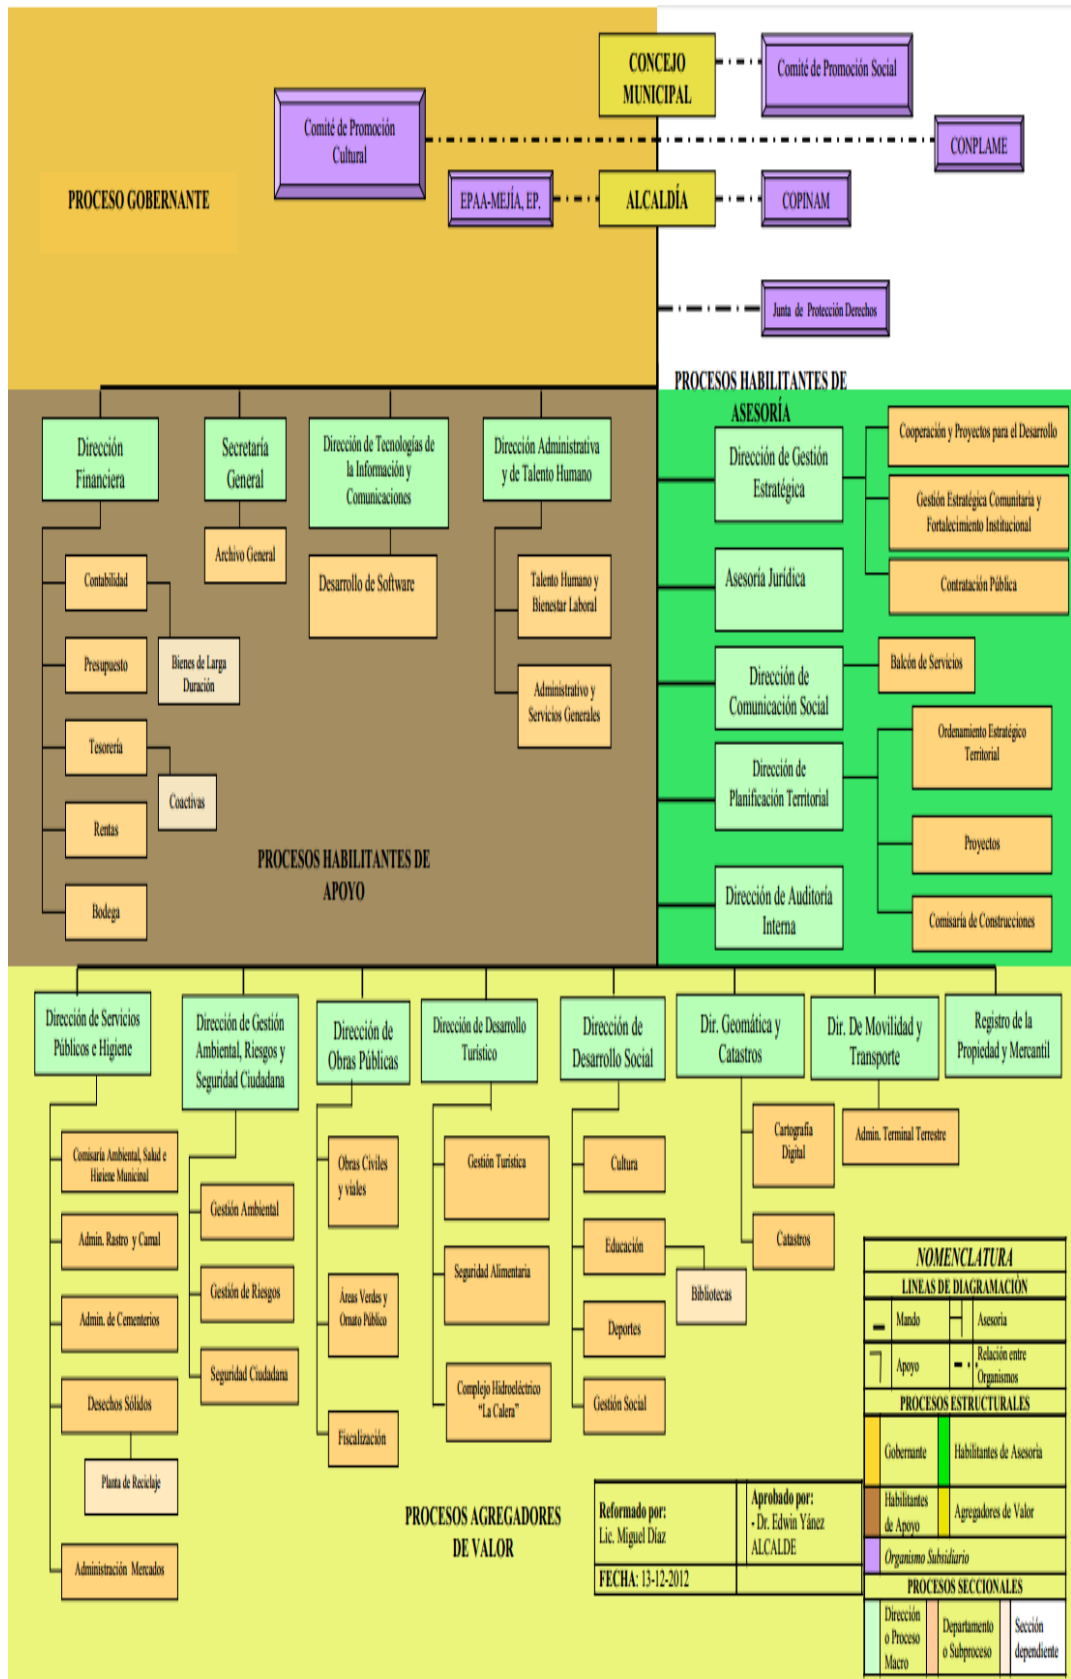 CONCEJO
MUNICIPAL
Comité de Promoción Social
Comité de Promoción
Cultural
CONPLAME
PROCESO GOBERNANTE
EPAA-MEJÍA, EP.
ALCALDÍA
COPINAM
Junta de Protección Derechos
PROCESOS HABILITANTES DE
ASESORÍA
Dirección
Financiera
Secretaría
General
Dirección de Tecnologías de
la Información y
Comunicaciones
Dirección Administrativa
y de Talento Humano
Archivo General
Contabilidad
Desarrollo de Software
Talento Humano y
Bienestar Laboral
Presupuesto
Bienes de Larga
Duración
Administrativo y
Servicios Generales
Tesorería
Coactivas
Rentas
Bodega
PROCESOS HABILITANTES DE
APOYO
Dirección de Gestión
Estratégica
Cooperación y Proyectos para el Desarrollo
Gestión Estratégica Comunitaria y
Fortalecimiento Institucional
Contratación Pública
Asesoría Jurídica
Dirección de
Comunicación Social
Balcón de Servicios
Dirección de
Planificación Territorial
Ordenamiento Estratégico
Territorial
Proyectos
Comisaría de Construcciones
Dirección de Auditoría
Interna
Dirección de Servicios
Públicos e Higiene
Dirección de Gestión
Ambiental, Riesgos y
Seguridad Ciudadana
Dirección de
Obras Públicas
Dirección de Desarrollo
Turístico
Dirección de
Desarrollo Social
Dir. Geomática y
Catastros
Dir. De Movilidad y
Transporte
Registro de la
Propiedad y Mercantil
Comisaría Ambiental, Salud e
Higiene Municinal
Admin. Rastro y Camal
Admin. de Cementerios
Desechos Sólidos
Planta de Reciclaje
Administración Mercados
Gestión Ambiental
Gestión de Riesgos
Seguridad Ciudadana
Obras Civiles
y viales
Áreas Verdes y
Ornato Público
Fiscalización
Gestión Turística
Seguridad Alimentaria
Complejo Hidroeléctrico
“La Calera”
Cultura
Educación
Bibliotecas
Deportes
Gestión Social
Cartografía
Digital
Catastros
Admin. Terminal Terrestre
PROCESOS AGREGADORES
DE VALOR
Reformado por:
Lic. Miguel Díaz
Aprobado por:
- Dr. Edwin Yánez
ALCALDE
FECHA: 13-12-2012
NOMENCLATURA
LINEAS DE DIAGRAMACIÒN
Mando
Asesoria
Apoyo
Relación entre
Organismos
PROCESOS ESTRUCTURALES
Gobernante
Habilitantes de Asesoria
Habilitantes
de Apoyo
Agregadores de Valor
Organismo Subsidiario
PROCESOS SECCIONALES
Dirección
o Proceso
Macro
Departamento
o Subproceso
Sección
dependiente